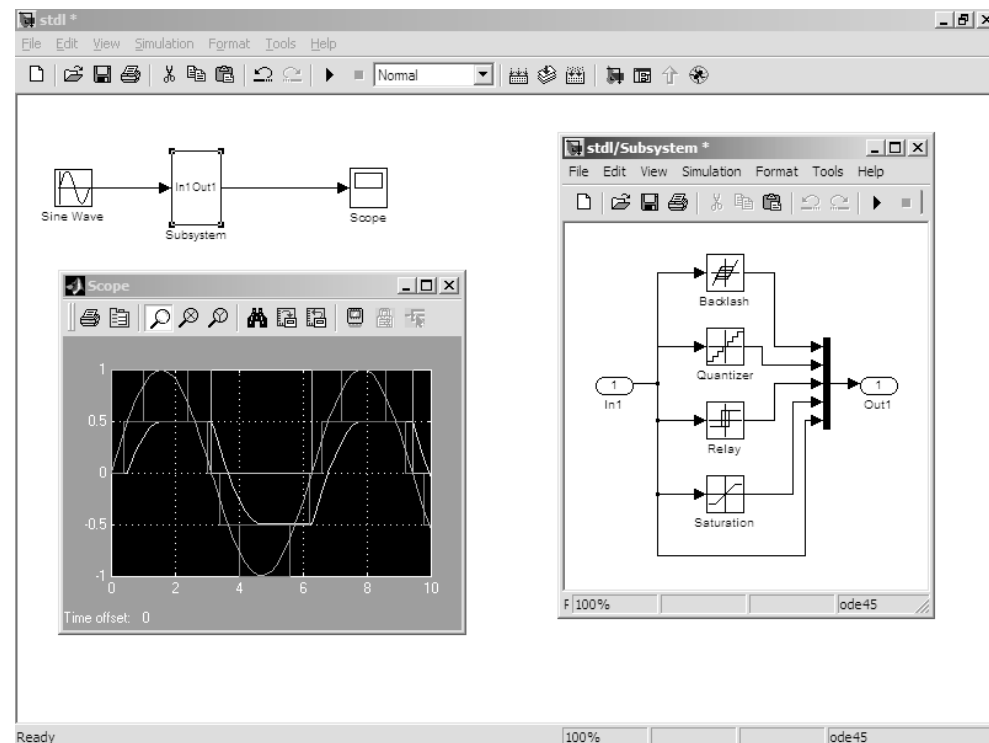 stdl *
File Edit View Simulation Format Tools Help
Normal
Sine Wave
In1 Out1
Subsystem
Scope
Scope
1
0.5
0
-0.5
-1
0 2 4 6 8 10
Time offset: 0
stdl/Subsystem *
File Edit View Simulation Format Tools Help
Backlash
Quantizer
1
In1
1
Out1
Relay
Saturation
F 100% ode45
Ready 100% ode45